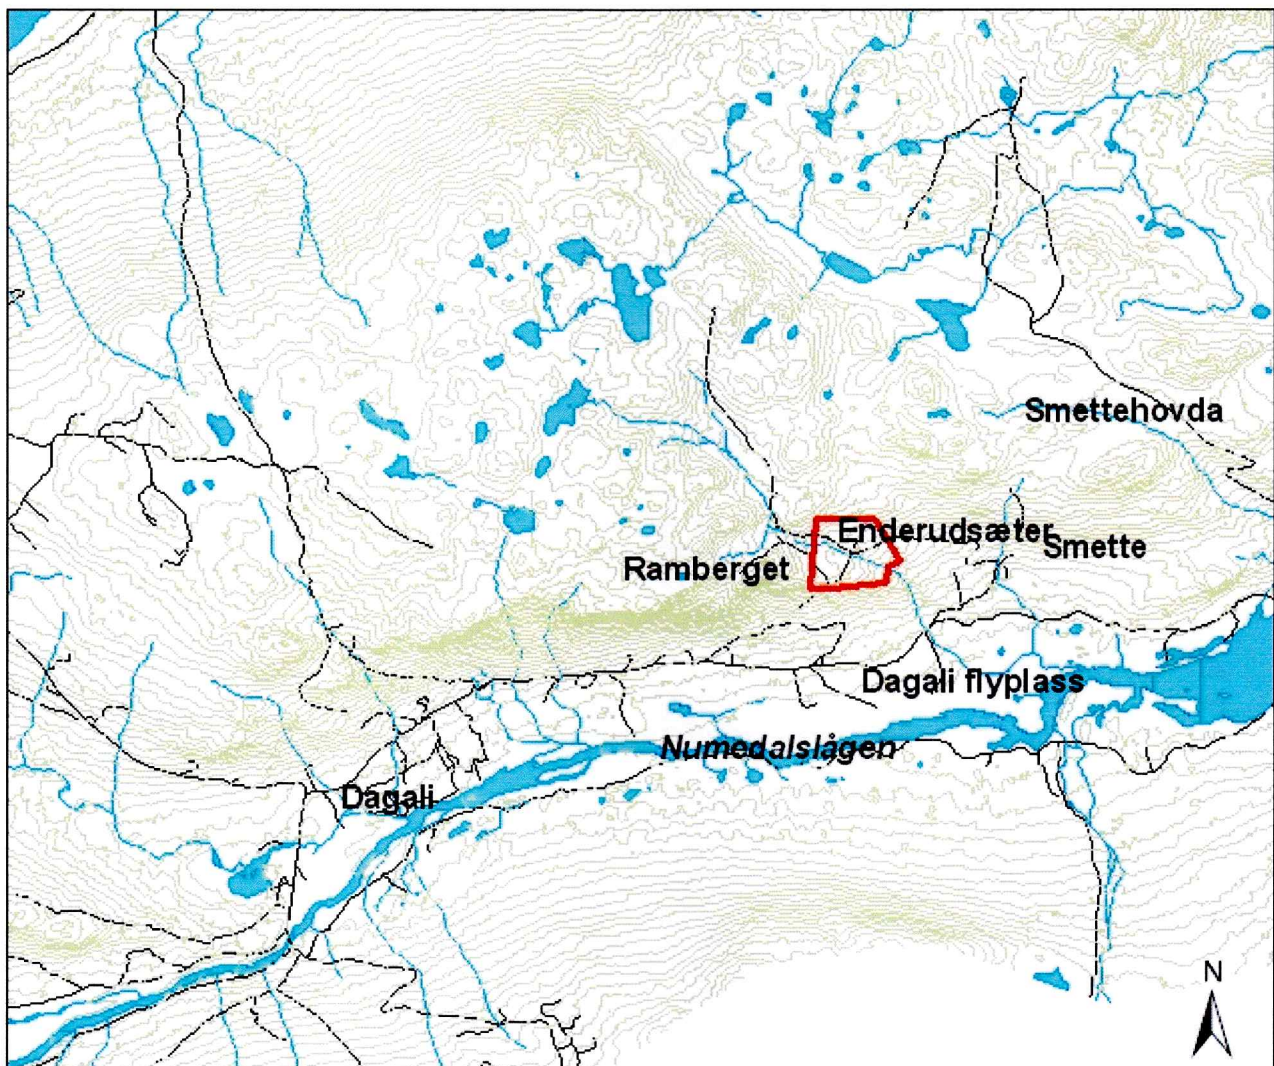 Smettehovda
Enderudsæter
Smette
Ramberget
Dagali flyplass
Numedalslågen
Dagali
N